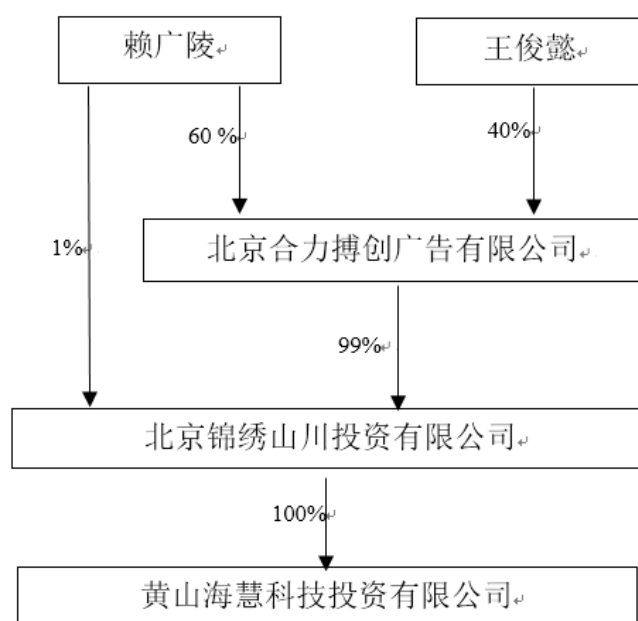 赖广陵
王俊懿
60 %
40%
北京合力搏创广告有限公司
1%
99%
北京锦绣山川投资有限公司
100%
黄山海慧科技投资有限公司